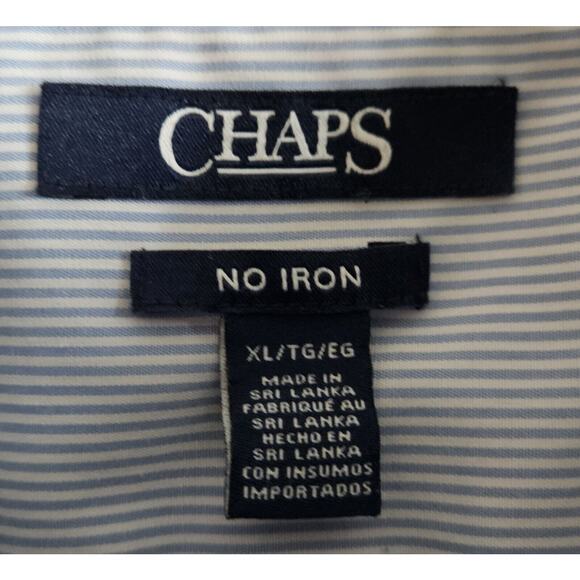 CHAPS
NO IRON
XL/TG/EG
MADE IN
SRI LANKA
FABRIQUÉ AU
SRI LANKA
HECHO EN
SRI LANKA
CON INSUMOS
IMPORTADOS